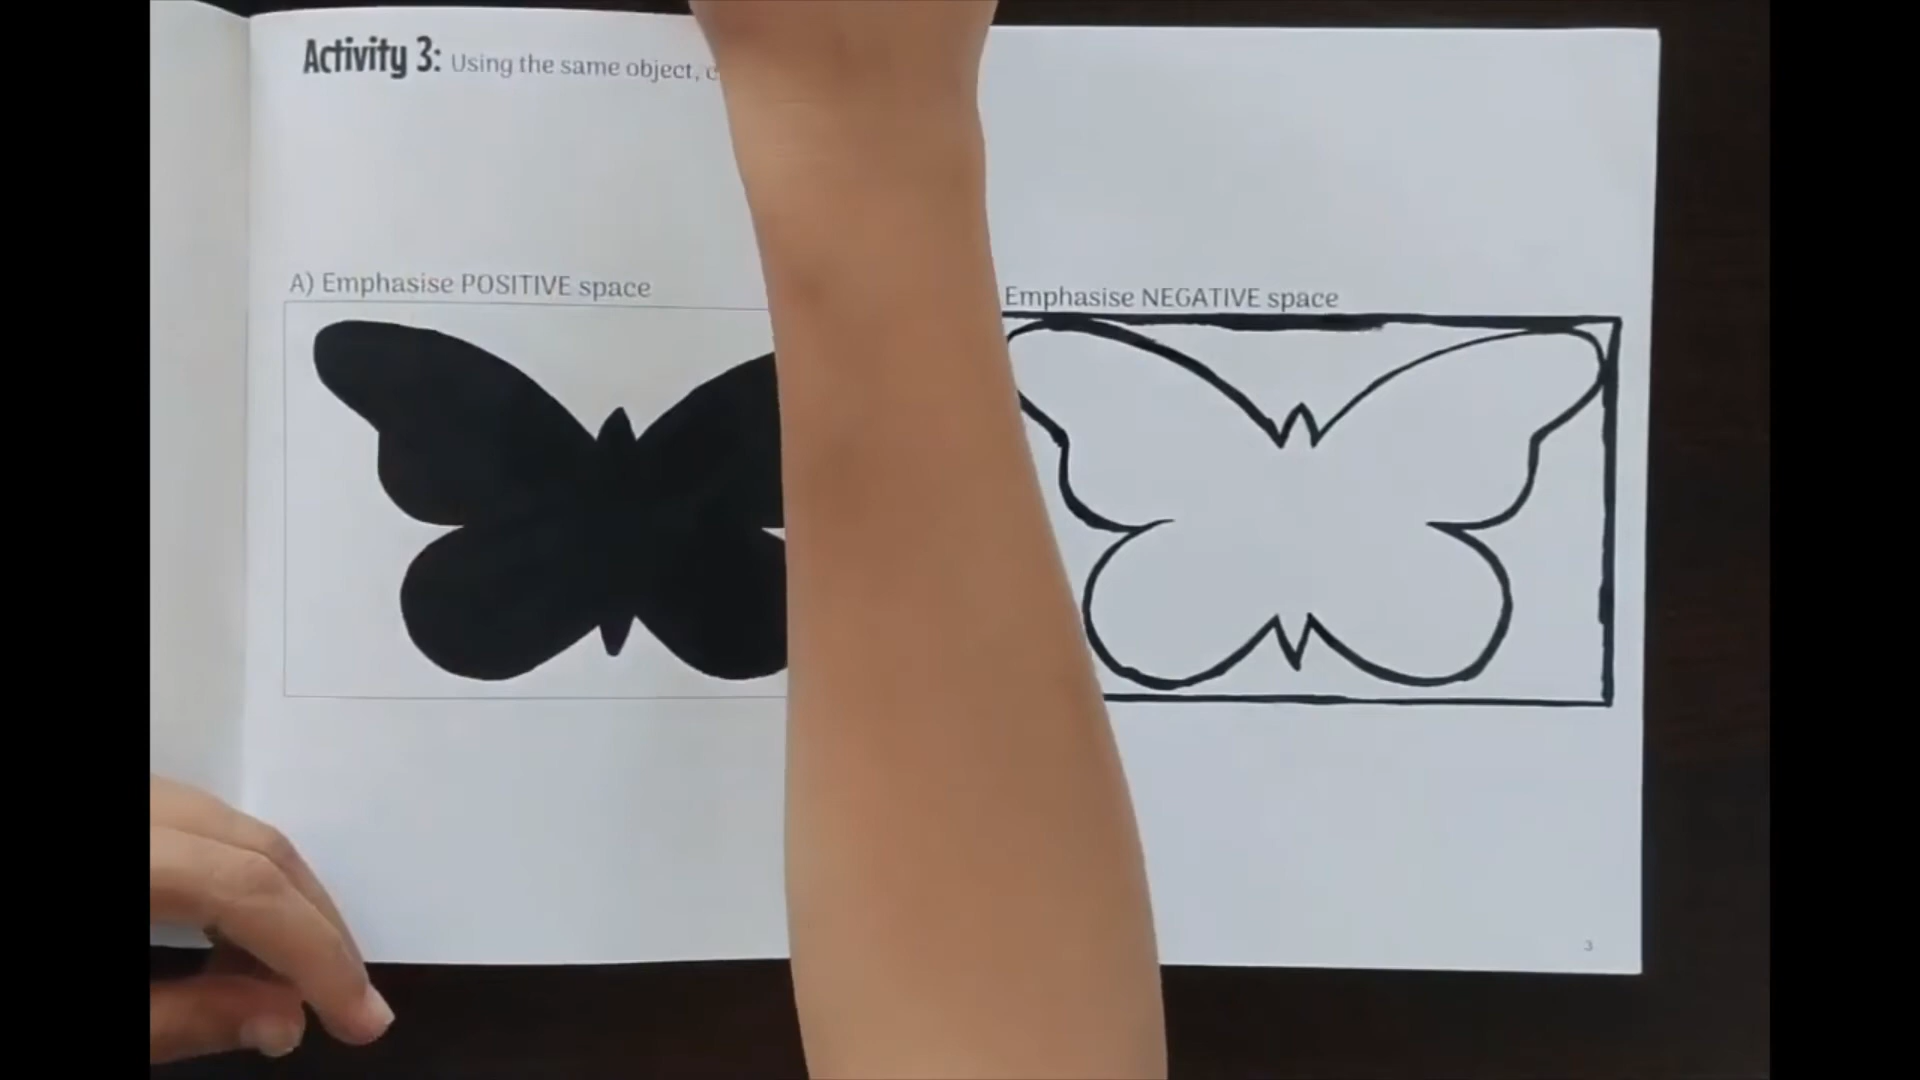 Activity 3: Using the same object,
A) Emphasise POSITIVE space
Emphasise NEGATIVE space
3